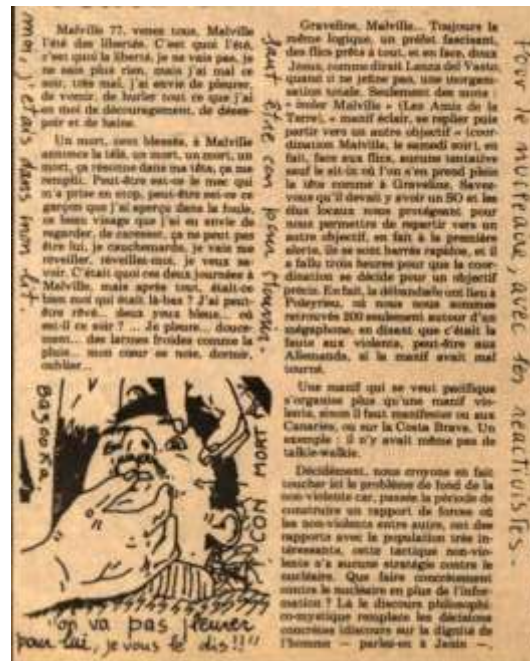 Malville 77, venez tous, Malville
l'été des libertés. C'est quoi l'été,
c'est quoi la liberté, je ne sais pas, je
ne sais plus rien, mais j'ai mal ce
soir, très mal, j'ai envie de pleurer,
de vomir, de hurler tout ce que j'ai
en moi de découragement, de déses-
poir et de haine.
Un mort, cent blessés, à Malville
annonce la télé, un mort, un mort, un
mort, ça résonne dans ma tête, ça me
remplit. Peut-être est-ce le mec qui
m'a prise en stop, peut-être est-ce ce
garçon que j'ai aperçu dans la foule,
ce beau visage que j'ai eu envie de
regarder, de caresser, ça ne peut pas
être lui, je cauchemarde, je vais me
réveiller, réveillez-moi, je veux sa-
voir. C'était quoi ces deux journées à
Malville, mais après tout, était-ce
bien moi qui était là-bas ? J'ai peut-
être rêvé... deux yeux bleus... où
est-il ce soir ? ... Je pleure... douce-
ment... des larmes froides comme la
pluie... mon cœur se noie, dormir,
oublier...
moi, j'étais dans mon lit.
faut être con pour mourir.
BAZOOKA.
CON MORT
"on va pas pleurer
pour lui, je vous le dis!!"
Graveline, Malville... Toujours la
même logique, un préfet fascisant,
des flics prêts à tout, et en face, doux
Jésus, comme dirait Lanza del Vasto
quand il ne jeûne pas, une inorgani-
sation totale. Seulement des mots :
« isoler Malville » (Les Amis de la
Terre), « manif éclair, se replier puis
partir vers un autre objectif » (coor-
dination Malville, le samedi soir), en
fait, face aux flics, aucune tentative
sauf le sit-in où l'on s'en prend plein
la tête comme à Graveline. Savez-
vous qu'il devait y avoir un SO et les
élus locaux nous protégeant pour
nous permettre de repartir vers un
autre objectif, en fait à la première
alerte, ils se sont barrés rapidos, et il
a fallu trois heures pour que la coor-
dination se décide pour un objectif
précis. En fait, la débandade eut lieu à
Poleyrieu, où nous nous sommes
retrouvés 200 seulement autour d'un
mégaphone, en disant que c'était la
faute aux violents, peut-être aux
Allemands, si la manif avait mal
tourné.
Une manif qui se veut pacifique
s'organise plus qu'une manif vio-
lente, sinon il faut manifester ou aux
Canaries, ou sur la Costa Brava. Un
exemple : il n'y avait même pas de
talkie-walkie.
Décidément, nous croyons en fait
toucher ici le problème de fond de la
non-violence car, passée la période de
construire un rapport de forces où
les non-violents entre autre, ont des
rapports avec la population très in-
téressants, cette tactique non-vio-
lente n'a aucune stratégie contre le
nucléaire. Que faire concrètement
contre le nucléaire en plus de l'infor-
mation ? Là le discours philosophi-
co-mystique remplace les décisions
concrètes (discours sur la dignité de
l'homme — parlez-en à Janin —.